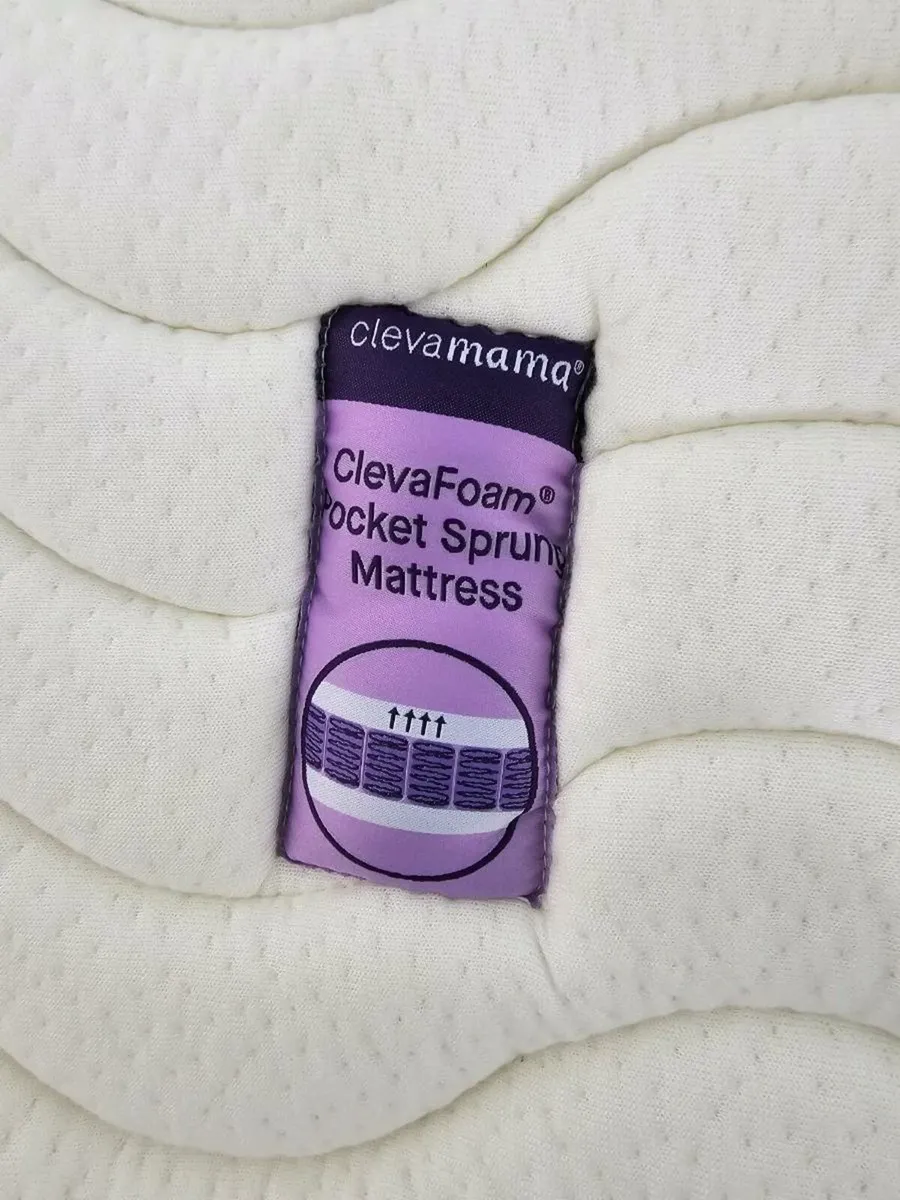 clevamama®
ClevaFoam®
Pocket Sprung
Mattress